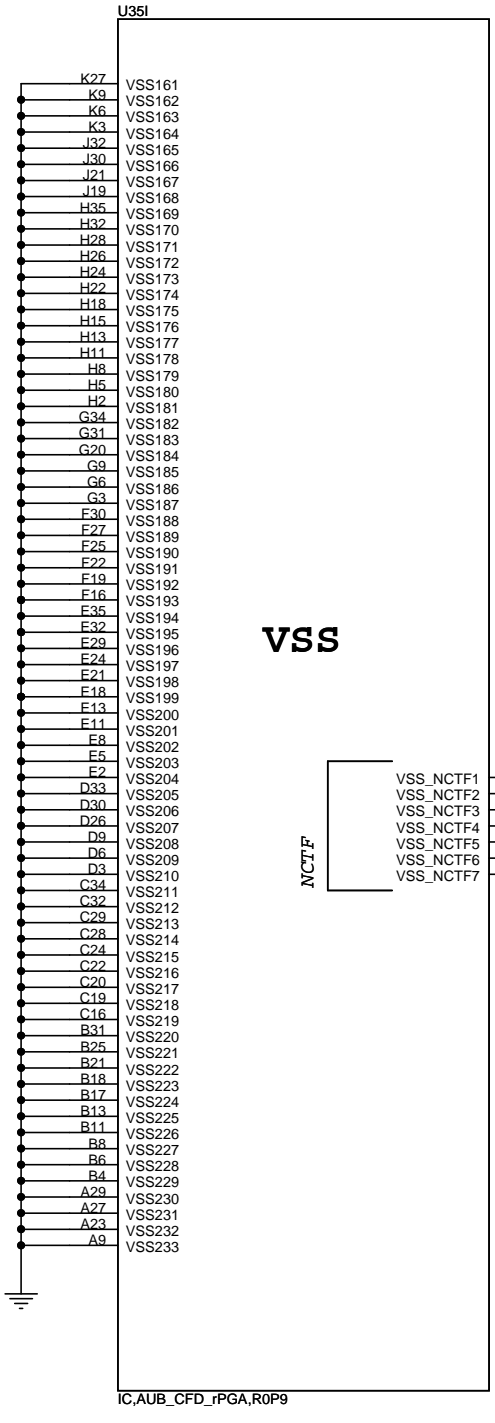 U35I
K27 VSS161
K9 VSS162
K6 VSS163
K3 VSS164
J32 VSS165
J30 VSS166
J21 VSS167
J19 VSS168
H35 VSS169
H32 VSS170
H28 VSS171
H26 VSS172
H24 VSS173
H22 VSS174
H18 VSS175
H15 VSS176
H13 VSS177
H11 VSS178
H8 VSS179
H5 VSS180
H2 VSS181
G34 VSS182
G31 VSS183
G20 VSS184
G9 VSS185
G6 VSS186
G3 VSS187
F30 VSS188
F27 VSS189
F25 VSS190
F22 VSS191
F19 VSS192
F16 VSS193
E35 VSS194
E32 VSS195
E29 VSS196
E24 VSS197
E21 VSS198
E18 VSS199
E13 VSS200
E11 VSS201
E8 VSS202
E5 VSS203
E2 VSS204
D33 VSS205
D30 VSS206
D26 VSS207
D9 VSS208
D6 VSS209
D3 VSS210
C34 VSS211
C32 VSS212
C29 VSS213
C28 VSS214
C24 VSS215
C22 VSS216
C20 VSS217
C19 VSS218
C16 VSS219
B31 VSS220
B25 VSS221
B21 VSS222
B18 VSS223
B17 VSS224
B13 VSS225
B11 VSS226
B8 VSS227
B6 VSS228
B4 VSS229
A29 VSS230
A27 VSS231
A23 VSS232
A9 VSS233
VSS
NCTF
VSS_NCTF1
VSS_NCTF2
VSS_NCTF3
VSS_NCTF4
VSS_NCTF5
VSS_NCTF6
VSS_NCTF7
IC,AUB_CFD_rPGA,R0P9